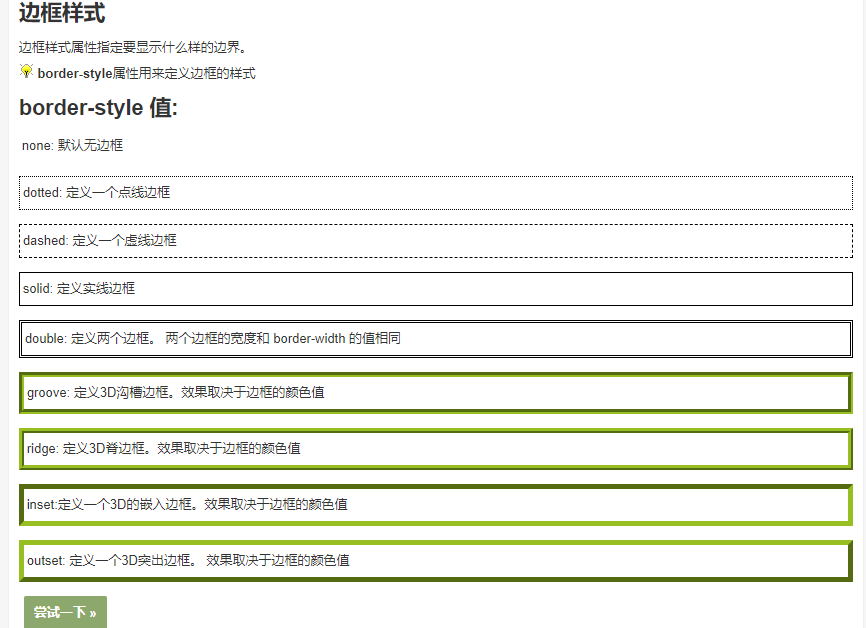 边框样式
边框样式属性指定要显示什么样的边界。
border-style属性用来定义边框的样式
border-style 值:
none: 默认无边框
dotted: 定义一个点线边框
dashed: 定义一个虚线边框
solid: 定义实线边框
double: 定义两个边框。 两个边框的宽度和 border-width 的值相同
groove: 定义3D沟槽边框。效果取决于边框的颜色值
ridge: 定义3D脊边框。效果取决于边框的颜色值
inset:定义一个3D的嵌入边框。效果取决于边框的颜色值
outset: 定义一个3D突出边框。 效果取决于边框的颜色值
尝试一下 »